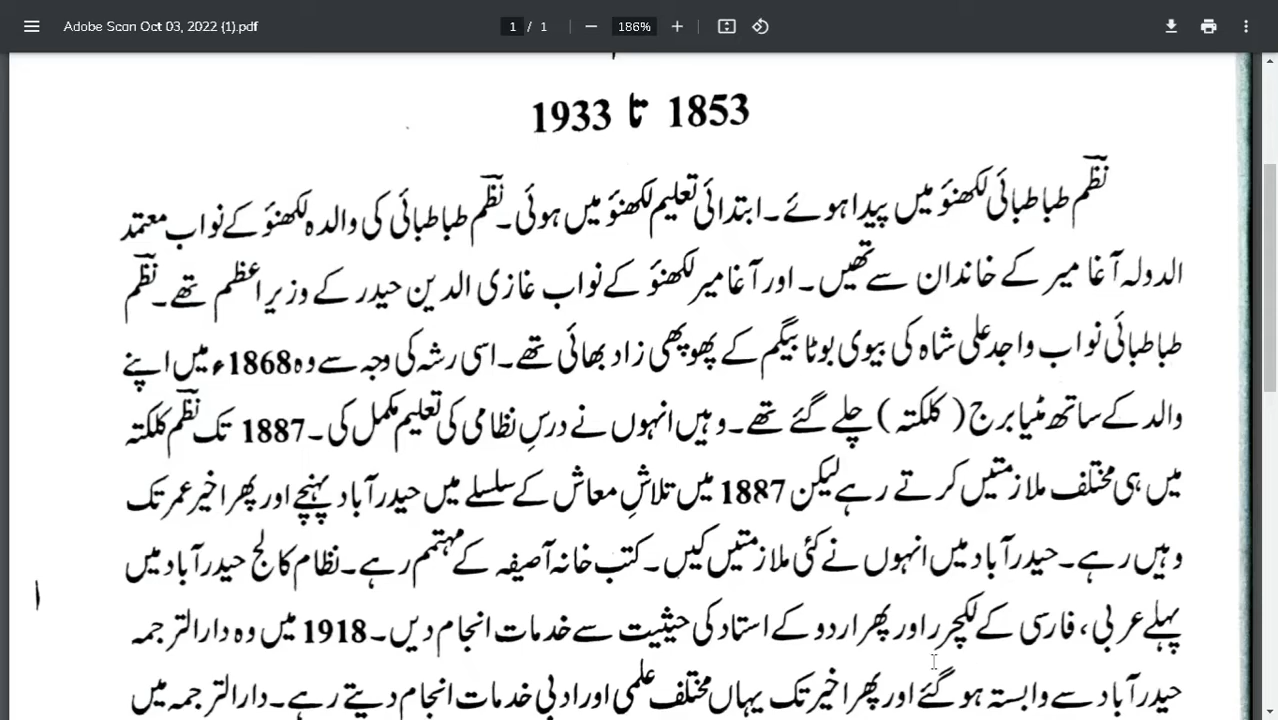 Adobe Scan Oct 03, 2022 (1).pdf
1 / 1
186%
1853 تا 1933
نظم طباطبائی لکھنؤ میں پیدا ہوئے۔ ابتدائی تعلیم لکھنؤ میں ہوئی۔ نظم طباطبائی کی والدہ لکھنؤ کے نواب معتمد
الدولہ آغا میر کے خاندان سے تھیں۔ اور آغا میر لکھنؤ کے نواب غازی الدین حیدر کے وزیر اعظم تھے۔ نظم
طباطبائی نواب واجد علی شاہ کی بیوی بوٹا بیگم کے پھوپھی زاد بھائی تھے۔ اسی رشہ کی وجہ سے وہ 1868ء میں اپنے
والد کے ساتھ مٹیا برج ( کلکتہ ) چلے گئے تھے۔ وہیں انہوں نے درسِ نظامی کی تعلیم مکمل کی۔ 1887 تک نظم کلکتہ
میں ہی مختلف ملازمتیں کرتے رہے لیکن 1887 میں تلاشِ معاش کے سلسلے میں حیدرآباد پہنچے اور پھر اخیر عمر تک
وہیں رہے۔ حیدرآباد میں انہوں نے کئی ملازمتیں کیں۔ کتب خانہ آصفیہ کے مہتمم رہے۔ نظام کالج حیدرآباد میں
پہلے عربی، فارسی کے لکچرر اور پھر اردو کے استاد کی حیثیت سے خدمات انجام دیں۔ 1918 میں وہ دارالترجمہ
حیدرآباد سے وابستہ ہو گئے اور پھر اخیر تک یہاں مختلف علمی اور ادبی خدمات انجام دیتے رہے۔ دارالترجمہ میں